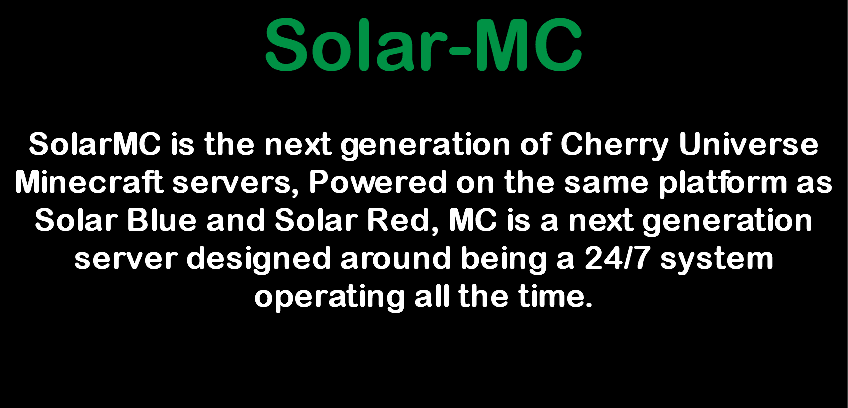 Solar-MC
SolarMC is the next generation of Cherry Universe
Minecraft servers, Powered on the same platform as
Solar Blue and Solar Red, MC is a next generation
server designed around being a 24/7 system
operating all the time.